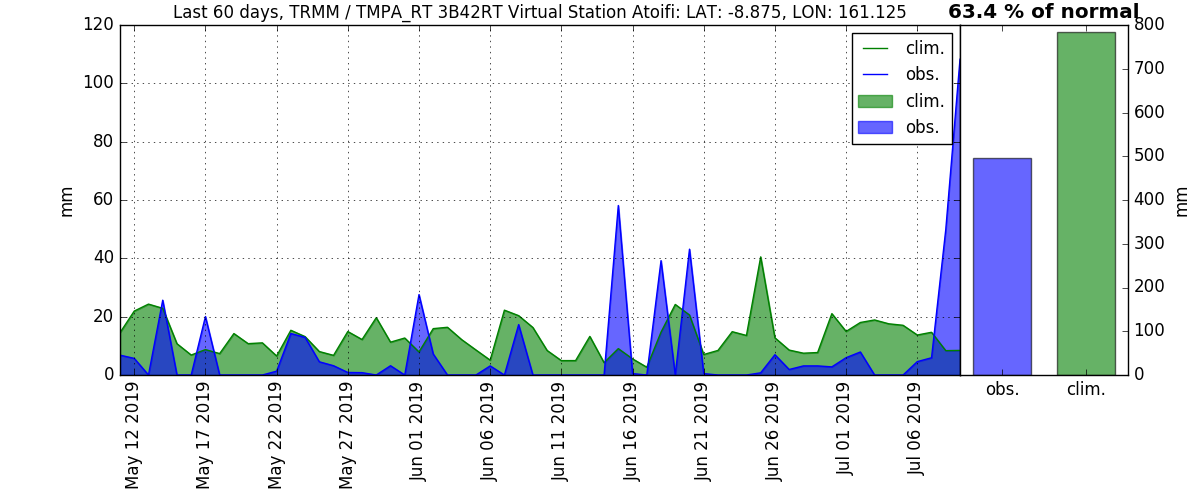 Last 60 days, TRMM / TMPA_RT 3B42RT Virtual Station Atoifi: LAT: -8.875, LON: 161.125
63.4 % of normal
120
100
80
60
40
20
0
mm
clim.
obs.
clim.
obs.
800
700
600
500
400
300
200
100
0
mm
May 12 2019
May 17 2019
May 22 2019
May 27 2019
Jun 01 2019
Jun 06 2019
Jun 11 2019
Jun 16 2019
Jun 21 2019
Jun 26 2019
Jul 01 2019
Jul 06 2019
obs.
clim.